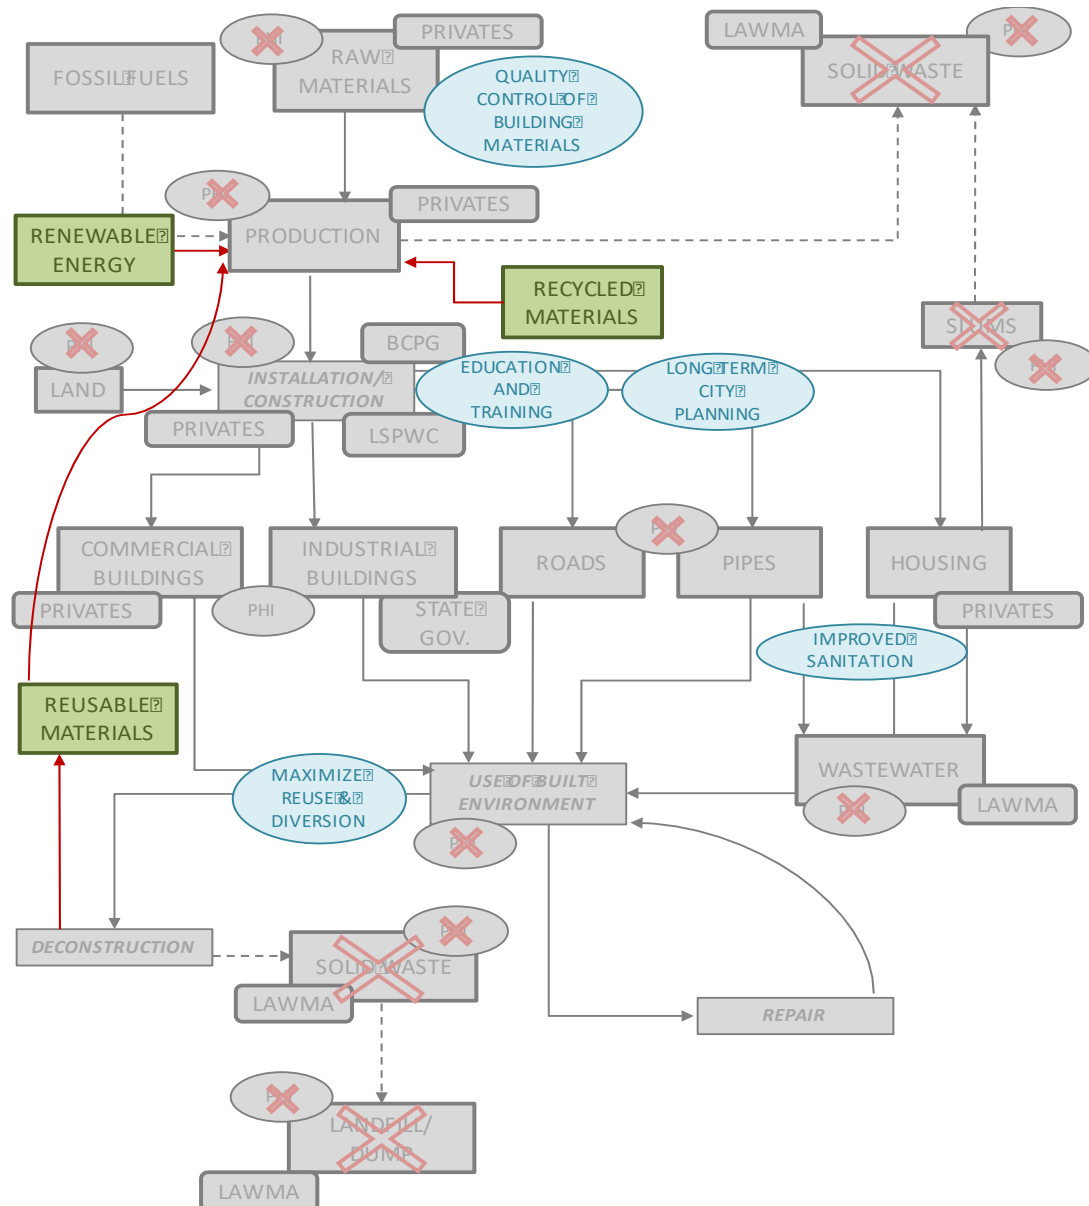 PRIVATES
RAW
MATERIALS
FOSSIL FUELS
QUALITY
CONTROL OF
BUILDING
MATERIALS
LAWMA
SOLID WASTE
PRIVATES
PRODUCTION
RENEWABLE
ENERGY
RECYCLED
MATERIALS
SLUMS
BCPG
LAND
INSTALLATION/
CONSTRUCTION
EDUCATION
AND
TRAINING
LONG TERM
CITY
PLANNING
PRIVATES
LSPWC
COMMERCIAL
BUILDINGS
INDUSTRIAL
BUILDINGS
ROADS
PIPES
HOUSING
PRIVATES
PHI
STATE
GOV.
PRIVATES
IMPROVED
SANITATION
REUSABLE
MATERIALS
MAXIMIZE
REUSE &
DIVERSION
USE OF BUILT
ENVIRONMENT
WASTEWATER
LAWMA
DECONSTRUCTION
SOLID WASTE
LAWMA
REPAIR
LANDFILL/
DUMP
LAWMA